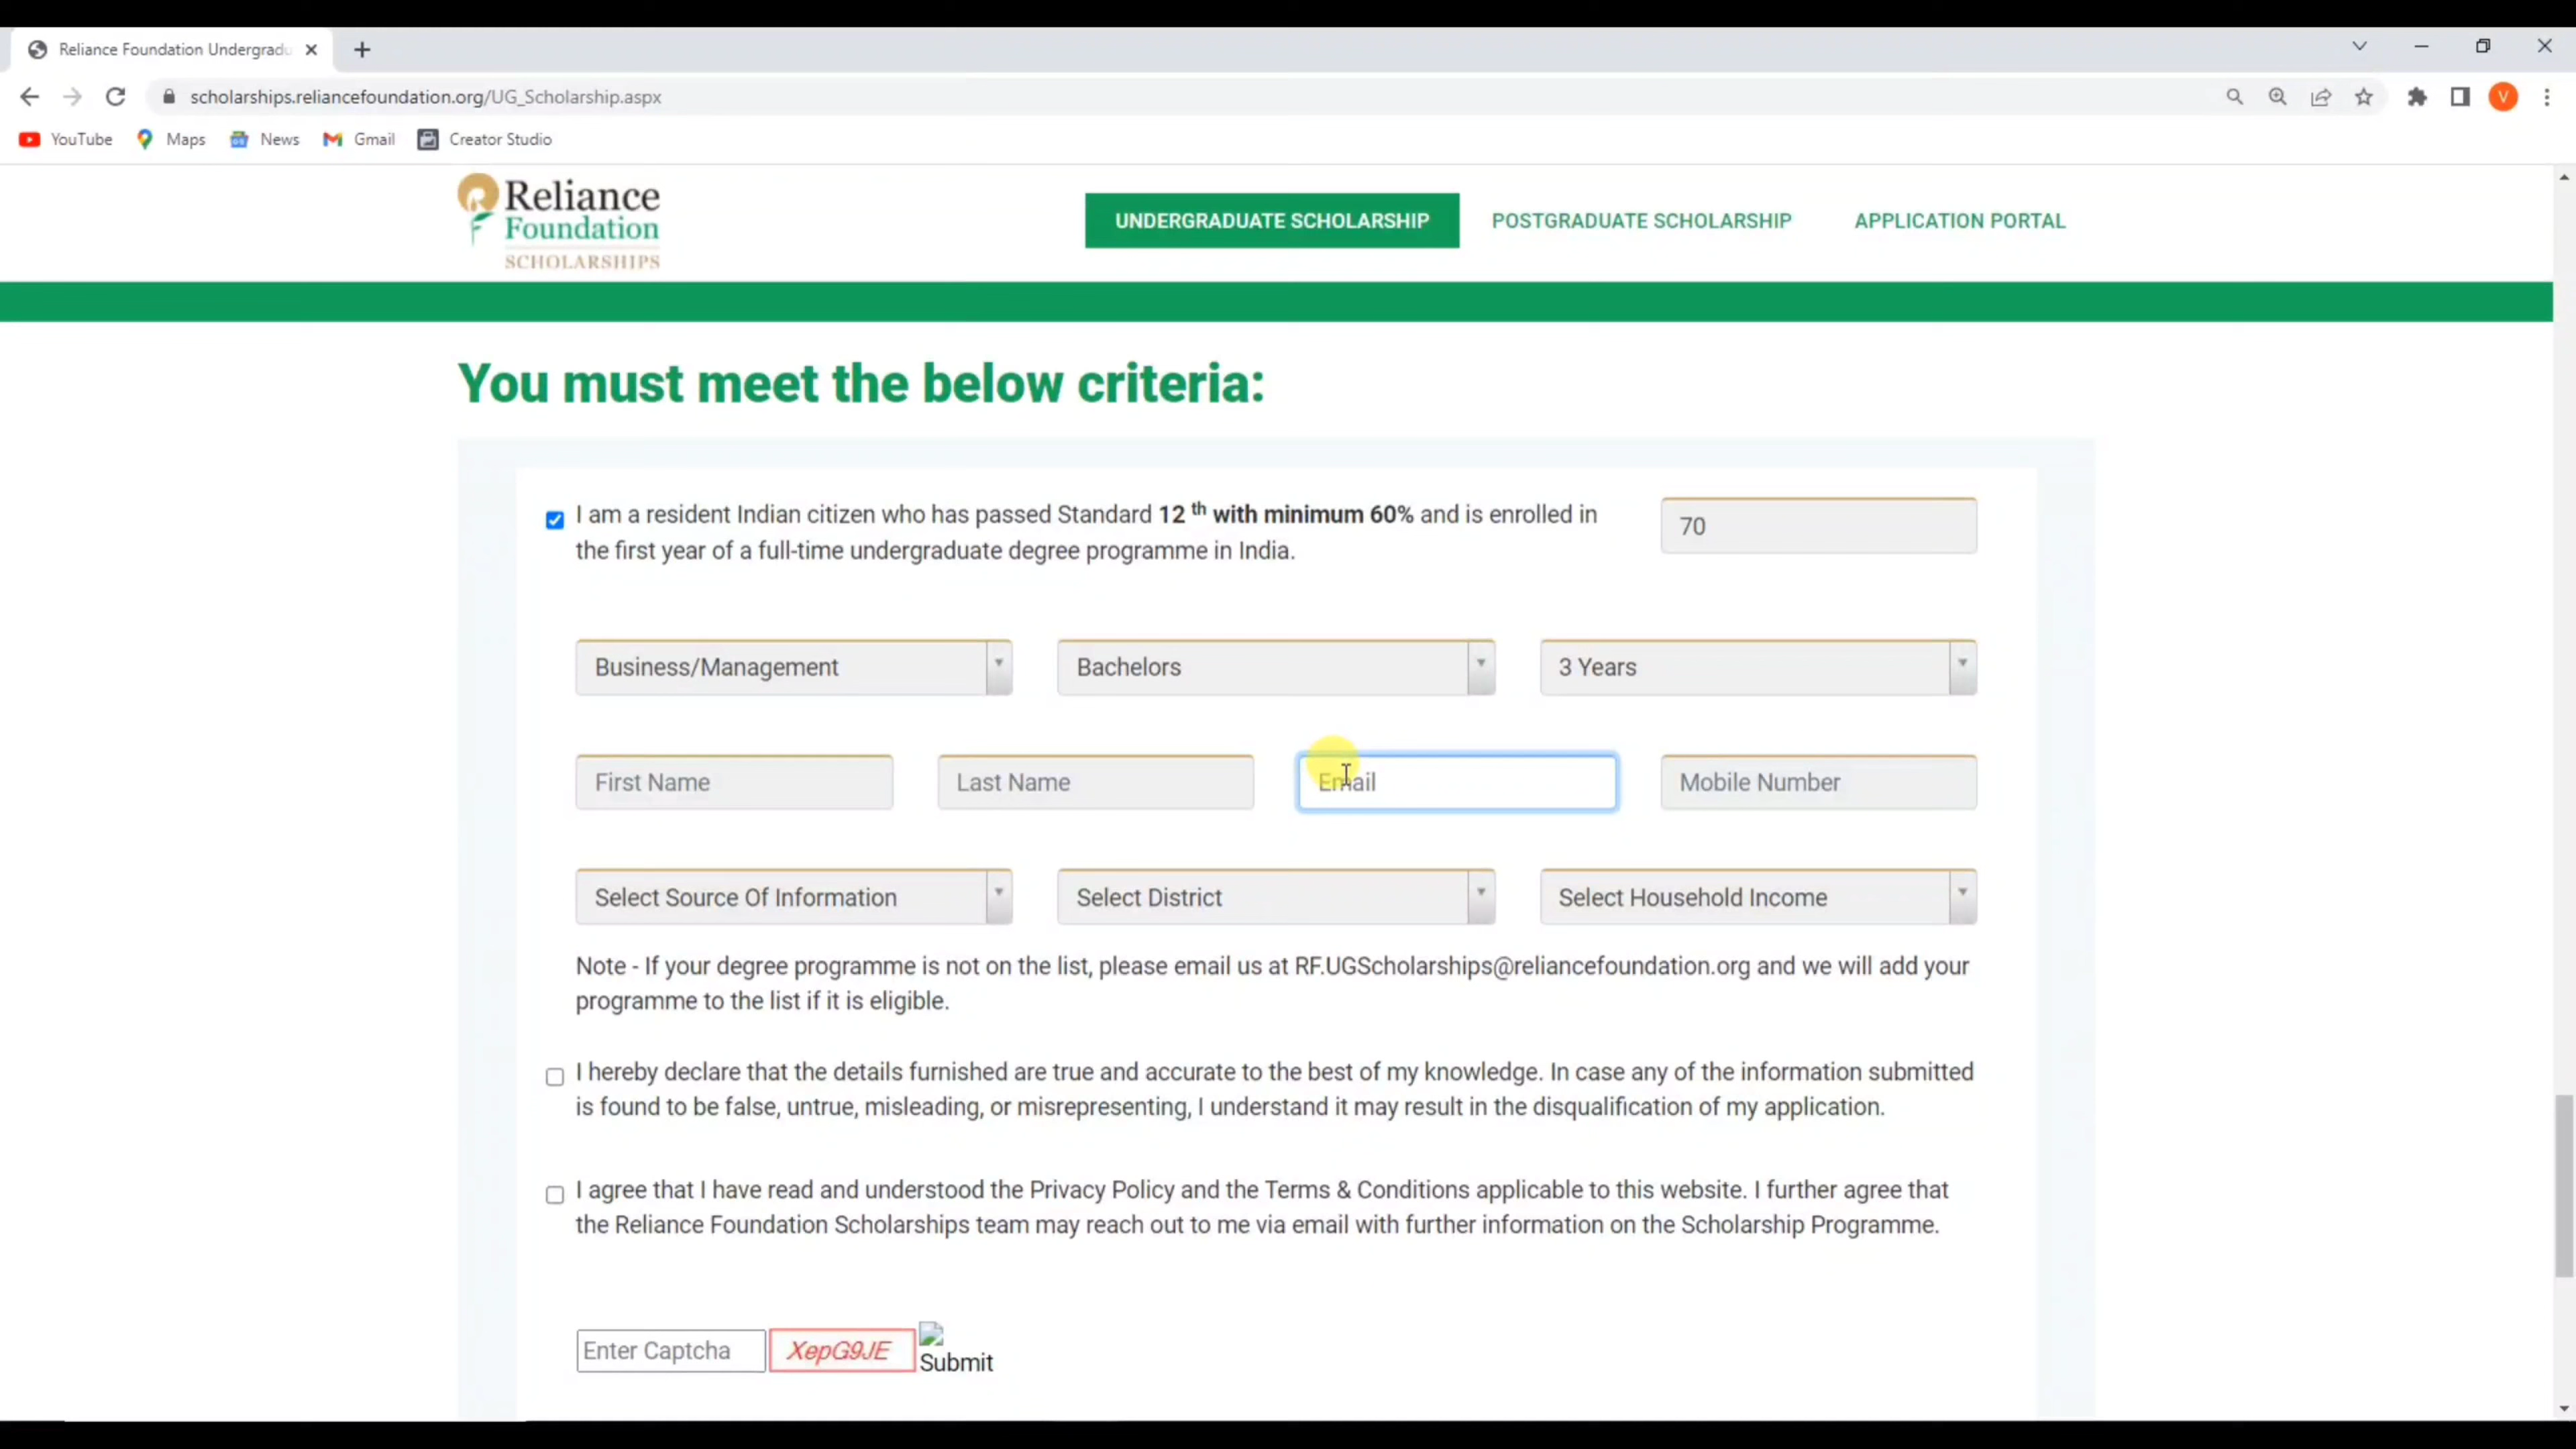 Reliance Foundation Undergradu
scholarships.reliancefoundation.org/UG_Scholarship.aspx
V
YouTube
Maps
News
Gmail
Creator Studio
Reliance
Foundation
SCHOLARSHIPS
UNDERGRADUATE SCHOLARSHIP
POSTGRADUATE SCHOLARSHIP
APPLICATION PORTAL
You must meet the below criteria:
I am a resident Indian citizen who has passed Standard 12 th with minimum 60% and is enrolled in
the first year of a full-time undergraduate degree programme in India.
70
Business/Management
Bachelors
3 Years
First Name
Last Name
Email
Mobile Number
Select Source Of Information
Select District
Select Household Income
Note - If your degree programme is not on the list, please email us at RF.UGScholarships@reliancefoundation.org and we will add your
programme to the list if it is eligible.
I hereby declare that the details furnished are true and accurate to the best of my knowledge. In case any of the information submitted
is found to be false, untrue, misleading, or misrepresenting, I understand it may result in the disqualification of my application.
I agree that I have read and understood the Privacy Policy and the Terms & Conditions applicable to this website. I further agree that
the Reliance Foundation Scholarships team may reach out to me via email with further information on the Scholarship Programme.
Enter Captcha
XepG9JE
Submit